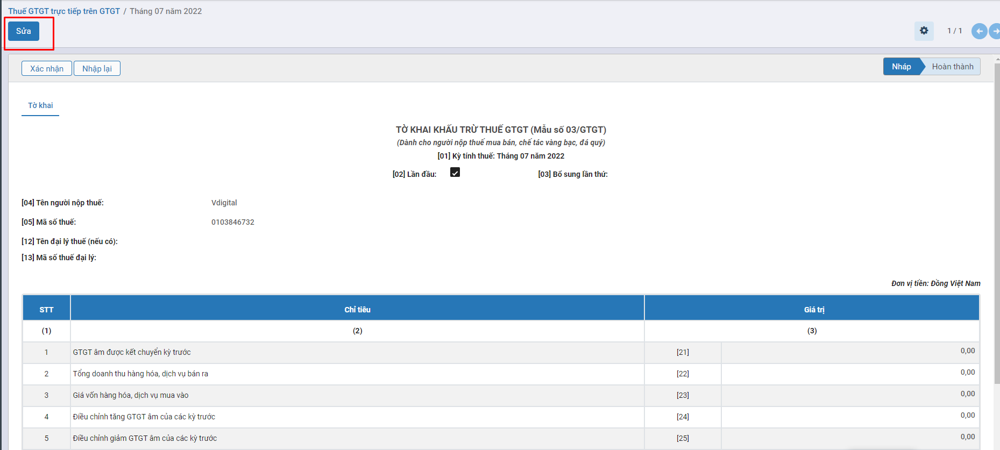 Thuế GTGT trực tiếp trên GTGT / Tháng 07 năm 2022
Sửa
1 / 1
Xác nhận Nhập lại
Nháp Hoàn thành
Tờ khai
TỜ KHAI KHẤU TRỪ THUẾ GTGT (Mẫu số 03/GTGT)
(Dành cho người nộp thuế mua bán, chế tác vàng bạc, đá quý)
[01] Kỳ tính thuế: Tháng 07 năm 2022
[02] Lần đầu: [03] Bổ sung lần thứ:
[04] Tên người nộp thuế: Vdigital
[05] Mã số thuế: 0103846732
[12] Tên đại lý thuế (nếu có):
[13] Mã số thuế đại lý:
Đơn vị tiền: Đồng Việt Nam
STT Chỉ tiêu Giá trị
(1) (2) (3)
1 GTGT âm được kết chuyển kỳ trước [21] 0,00
2 Tổng doanh thu hàng hóa, dịch vụ bán ra [22] 0,00
3 Giá vốn hàng hóa, dịch vụ mua vào [23] 0,00
4 Điều chỉnh tăng GTGT âm của các kỳ trước [24] 0,00
5 Điều chỉnh giảm GTGT âm của các kỳ trước [25] 0,00